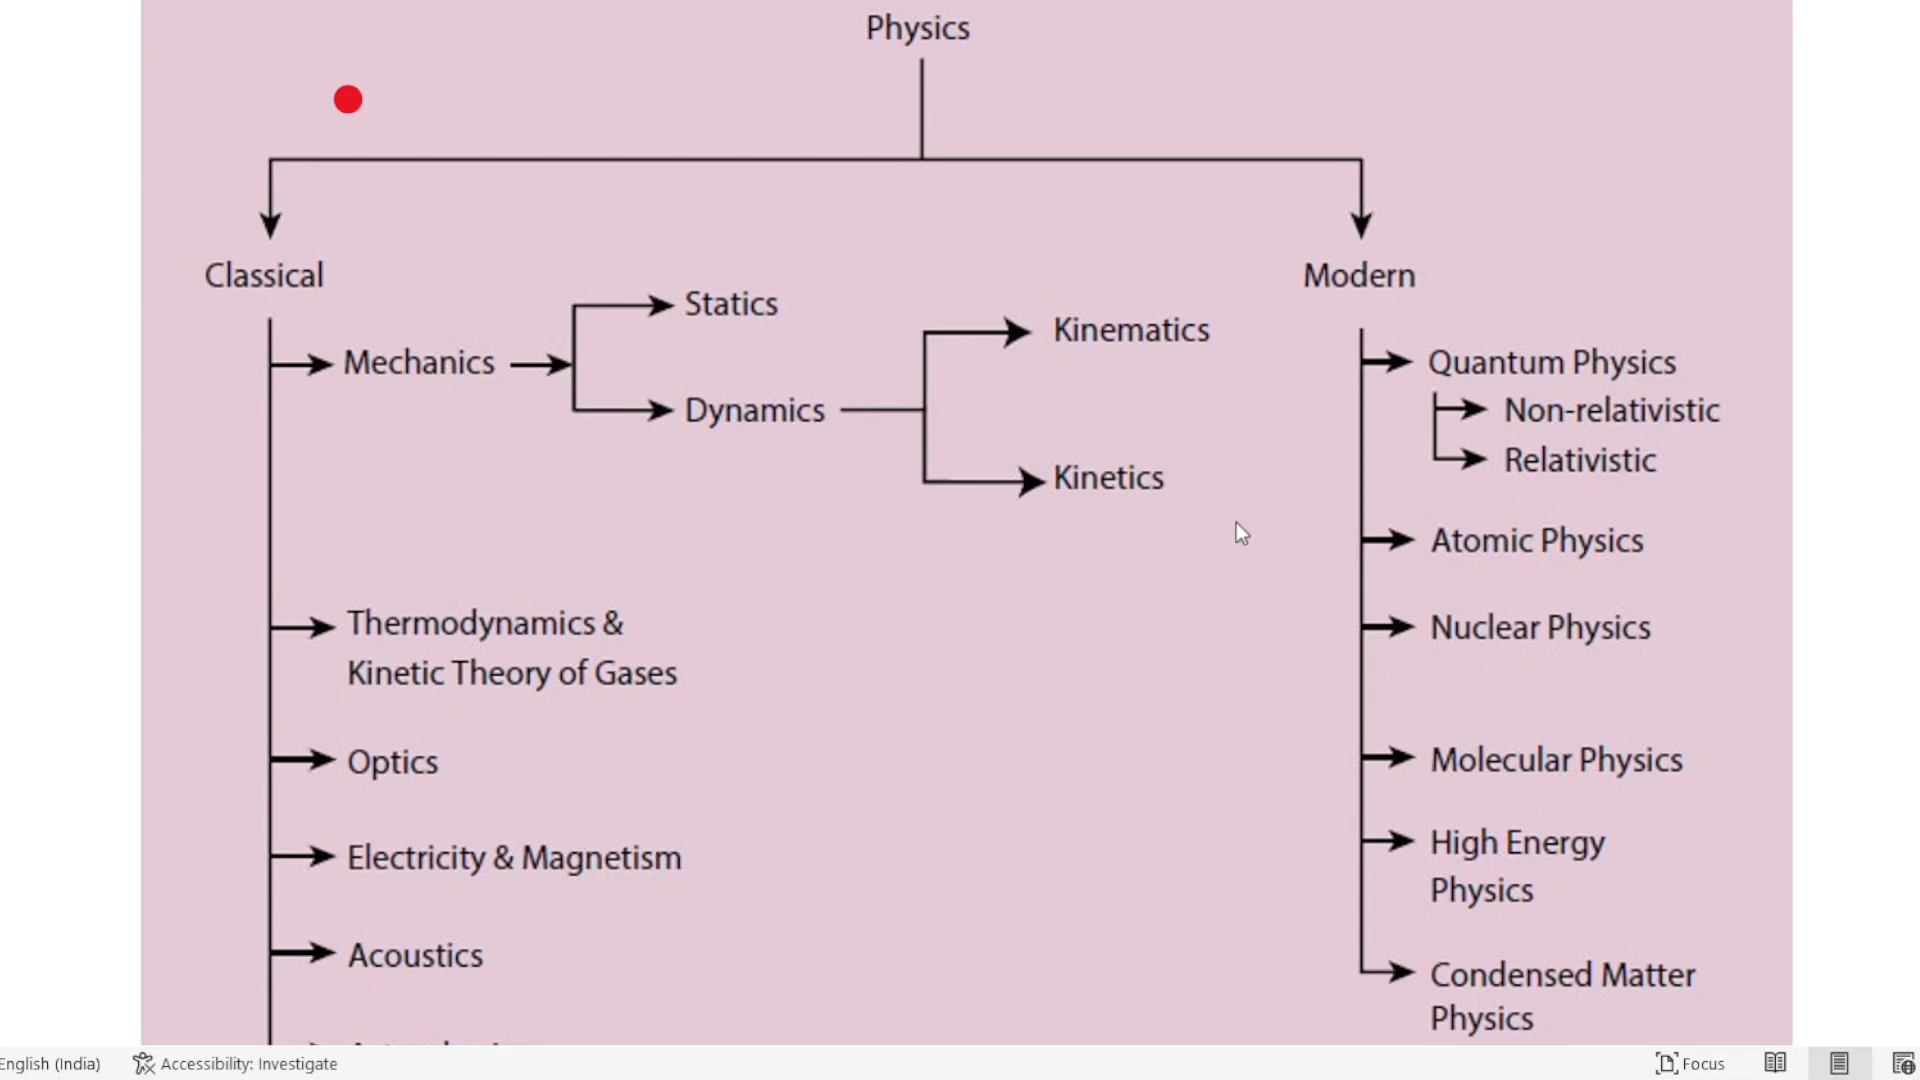 Physics
Classical
Modern
Statics
Kinematics
Mechanics
Dynamics
Kinetics
Quantum Physics
Non-relativistic
Relativistic
Atomic Physics
Thermodynamics &
Kinetic Theory of Gases
Nuclear Physics
Optics
Molecular Physics
Electricity & Magnetism
High Energy
Physics
Acoustics
Condensed Matter
Physics
English (India)
Accessibility: Investigate
Focus